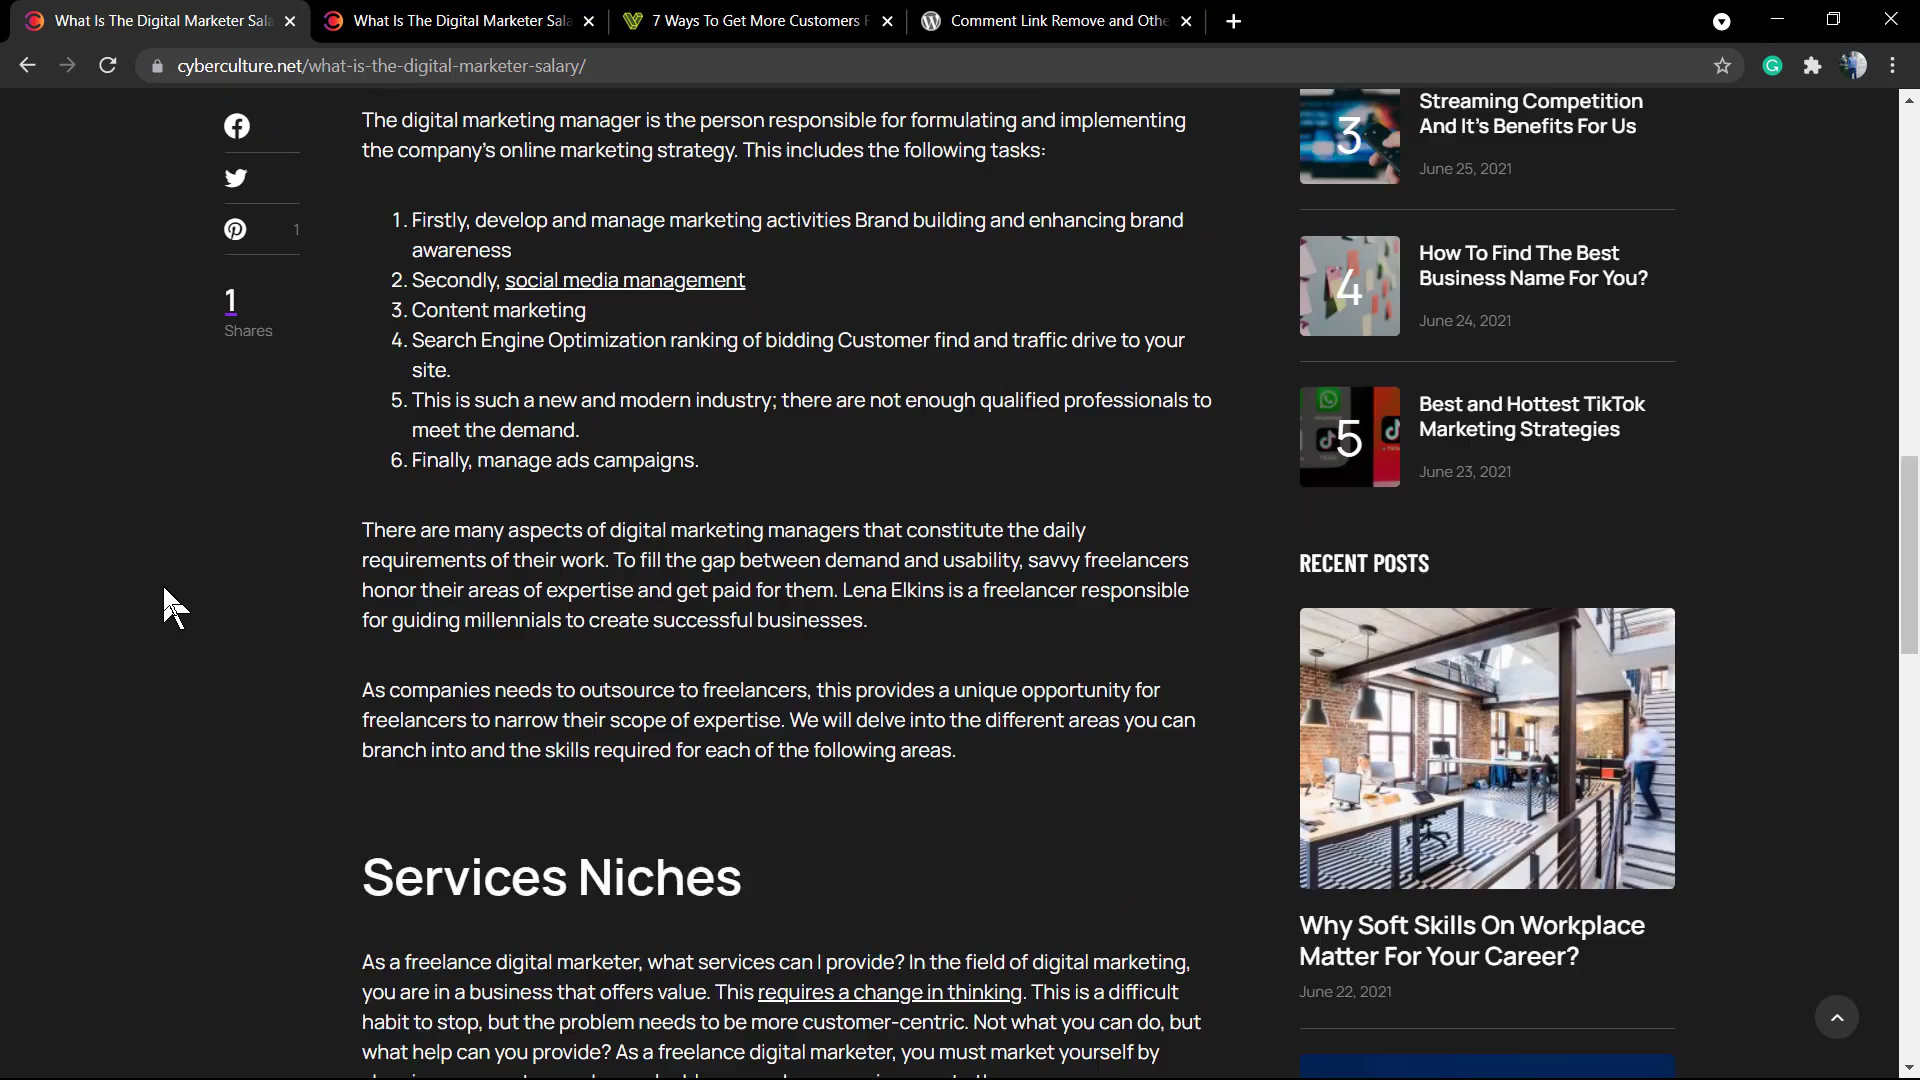 What Is The Digital Marketer Sala
What Is The Digital Marketer Sala
7 Ways To Get More Customers F
Comment Link Remove and Othe
cyberculture.net/what-is-the-digital-marketer-salary/
1
1
Shares
The digital marketing manager is the person responsible for formulating and implementing
the company's online marketing strategy. This includes the following tasks:
1. Firstly, develop and manage marketing activities Brand building and enhancing brand
awareness
2. Secondly, social media management
3. Content marketing
4. Search Engine Optimization ranking of bidding Customer find and traffic drive to your
site.
5. This is such a new and modern industry; there are not enough qualified professionals to
meet the demand.
6. Finally, manage ads campaigns.
There are many aspects of digital marketing managers that constitute the daily
requirements of their work. To fill the gap between demand and usability, savvy freelancers
honor their areas of expertise and get paid for them. Lena Elkins is a freelancer responsible
for guiding millennials to create successful businesses.
As companies needs to outsource to freelancers, this provides a unique opportunity for
freelancers to narrow their scope of expertise. We will delve into the different areas you can
branch into and the skills required for each of the following areas.
Services Niches
As a freelance digital marketer, what services can I provide? In the field of digital marketing,
you are in a business that offers value. This requires a change in thinking. This is a difficult
habit to stop, but the problem needs to be more customer-centric. Not what you can do, but
what help can you provide? As a freelance digital marketer, you must market yourself by
3
Streaming Competition
And It's Benefits For Us
June 25, 2021
4
How To Find The Best
Business Name For You?
June 24, 2021
5
Best and Hottest TikTok
Marketing Strategies
June 23, 2021
RECENT POSTS
Why Soft Skills On Workplace
Matter For Your Career?
June 22, 2021